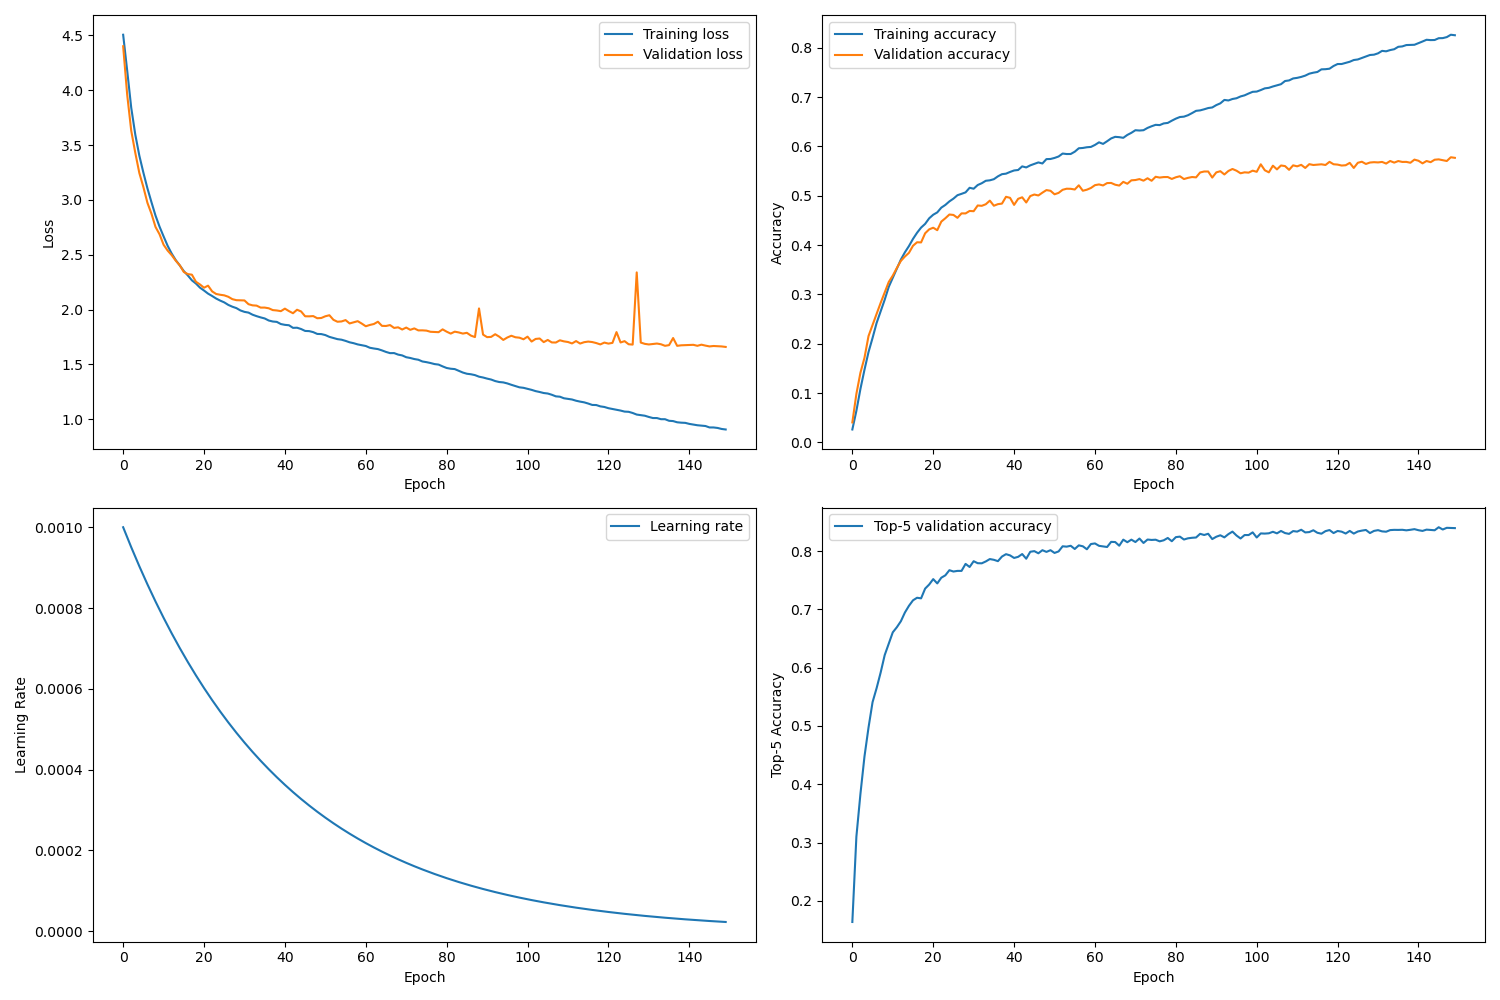 Training loss
Validation loss
4.5
4.0
3.5
3.0
2.5
2.0
1.5
1.0
Loss
0 20 40 60 80 100 120 140
Epoch
Training accuracy
Validation accuracy
0.8
0.7
0.6
0.5
0.4
0.3
0.2
0.1
0.0
Accuracy
0 20 40 60 80 100 120 140
Epoch
Learning rate
0.0010
0.0008
0.0006
0.0004
0.0002
0.0000
Learning Rate
0 20 40 60 80 100 120 140
Epoch
Top-5 validation accuracy
0.8
0.7
0.6
0.5
0.4
0.3
0.2
Top-5 Accuracy
0 20 40 60 80 100 120 140
Epoch